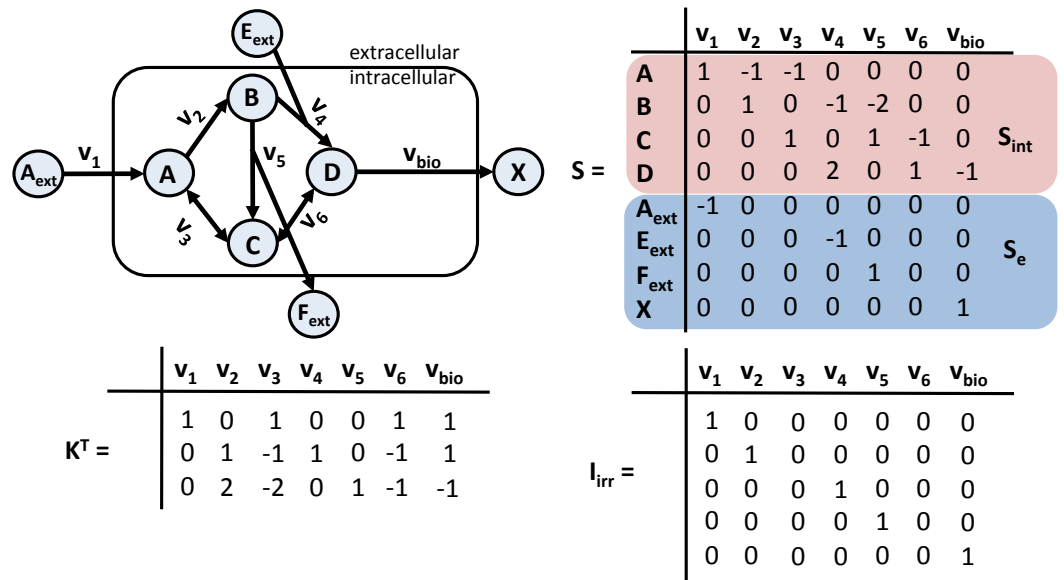 E_ext
extracellular
intracellular
B
v_2
v_4
v_1
v_5
v_bio
A_ext
A
D
X
v_3
v_6
C
F_ext
v_1 v_2 v_3 v_4 v_5 v_6 v_bio
A 1 -1 -1 0 0 0 0
B 0 1 0 -1 -2 0 0
C 0 0 1 0 1 -1 0
S_int
S =
D 0 0 0 2 0 1 -1
A_ext -1 0 0 0 0 0 0
E_ext 0 0 0 -1 0 0 0
S_e
F_ext 0 0 0 0 1 0 0
X 0 0 0 0 0 0 1
v_1 v_2 v_3 v_4 v_5 v_6 v_bio
1 0 1 0 0 1 1
K^T = 0 1 -1 1 0 -1 1
0 2 -2 0 1 -1 -1
v_1 v_2 v_3 v_4 v_5 v_6 v_bio
1 0 0 0 0 0 0
0 1 0 0 0 0 0
I_irr = 0 0 0 1 0 0 0
0 0 0 0 1 0 0
0 0 0 0 0 0 1